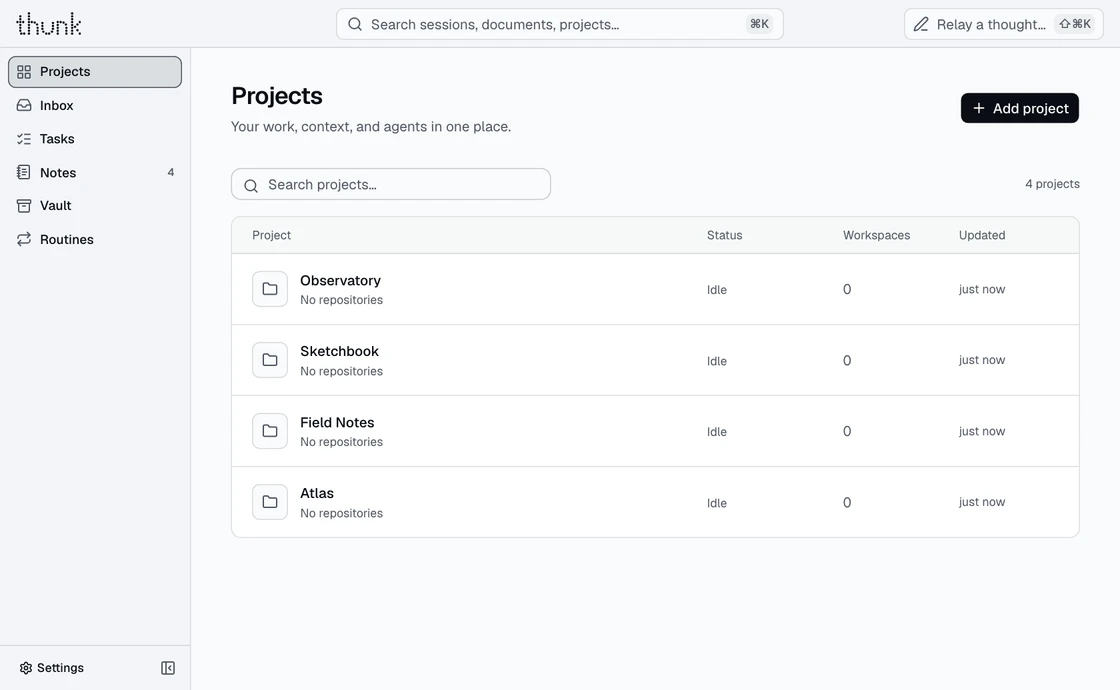 thunk
Search sessions, documents, projects...
⌘K
Relay a thought...
⇧⌘K
Projects
Inbox
Tasks
Notes
4
Vault
Routines
Projects
Your work, context, and agents in one place.
+ Add project
Search projects...
4 projects
Project Status Workspaces Updated
Observatory
No repositories
Idle 0 just now
Sketchbook
No repositories
Idle 0 just now
Field Notes
No repositories
Idle 0 just now
Atlas
No repositories
Idle 0 just now
Settings